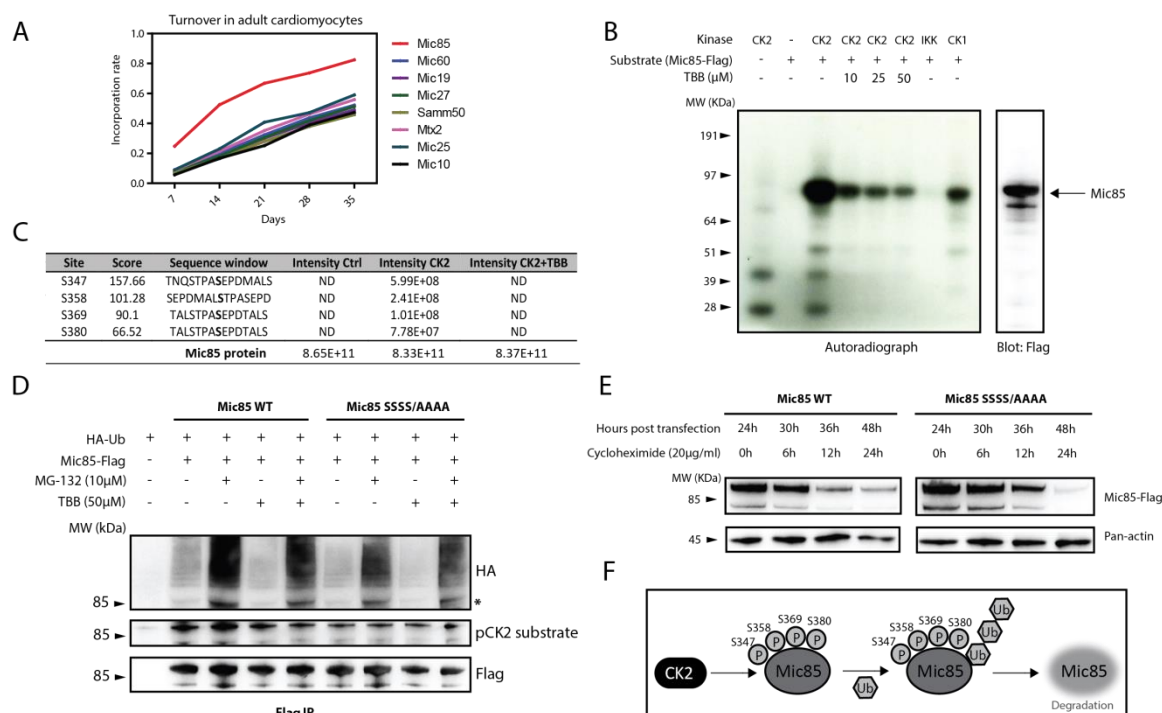 A
Turnover in adult cardiomyocytes
Incorporation rate
1.0
0.8
0.6
0.4
0.2
0.0
7 14 21 28 35
Days
Mic85
Mic60
Mic19
Mic27
Samm50
Mtx2
Mic25
Mic10
B
Kinase CK2 - CK2 CK2 CK2 CK2 IKK CK1
Substrate (Mic85-Flag) - + + + + + + +
TBB (μM) - - - 10 25 50 - -
MW (KDa)
191
97
64
51
39
28
Mic85
Autoradiograph
Blot: Flag
C
Site Score Sequence window Intensity Ctrl Intensity CK2 Intensity CK2+TBB
S347 157.66 TNQSTPASEPDMALS ND 5.99E+08 ND
S358 101.28 SEPDMALSTPASEPD ND 2.41E+08 ND
S369 90.1 TALSTPASEPDTALS ND 1.01E+08 ND
S380 66.52 TALSTPASEPDTALS ND 7.78E+07 ND
Mic85 protein 8.65E+11 8.33E+11 8.37E+11
D
Mic85 WT Mic85 SSSS/AAAA
HA-Ub + + + + + + + + +
Mic85-Flag - + + + + + + + +
MG-132 (10μM) - - + - + - + - +
TBB (50μM) - - - + + - - + +
MW (kDa)
85
HA
*
85
pCK2 substrate
85
Flag
Flag IP
E
Mic85 WT Mic85 SSSS/AAAA
Hours post transfection 24h 30h 36h 48h 24h 30h 36h 48h
Cycloheximide (20μg/ml) 0h 6h 12h 24h 0h 6h 12h 24h
MW (KDa)
85
Mic85-Flag
45
Pan-actin
F
CK2
S347 S358 S369 S380
P P P P
Mic85
Ub
S347 S358 S369 S380
P P P P
Ub Ub Ub
Mic85
Mic85
Degradation